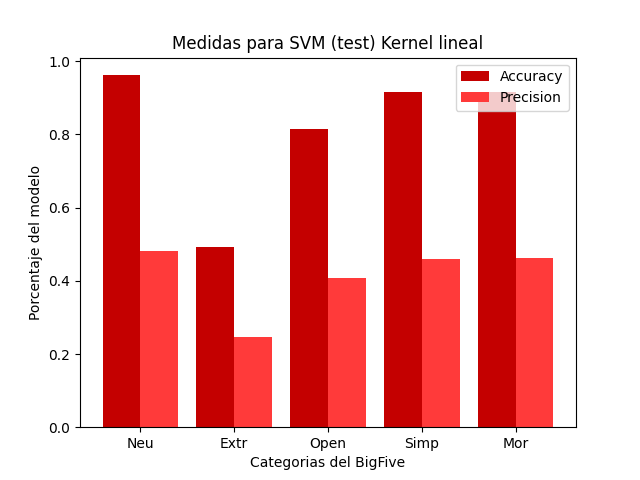 Medidas para SVM (test) Kernel lineal
Accuracy
Precision
1.0
0.8
0.6
0.4
0.2
0.0
Porcentaje del modelo
Neu Extr Open Simp Mor
Categorias del BigFive